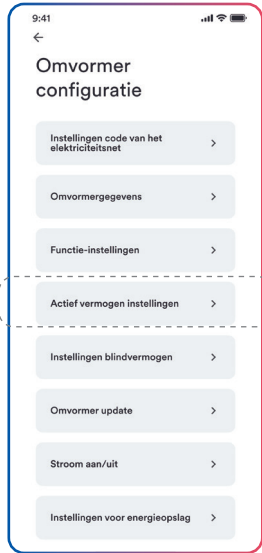 9:41
Omvormer
configuratie
Instellingen code van het
elektriciteitsnet
Omvormergegevens
Functie-instellingen
Actief vermogen instellingen
Instellingen blindvermogen
Omvormer update
Stroom aan/uit
Instellingen voor energieopslag